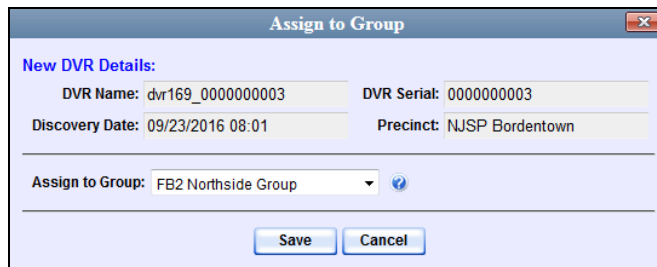 Assign to Group
New DVR Details:
DVR Name: dvr169_0000000003 DVR Serial: 0000000003
Discovery Date: 09/23/2016 08:01 Precinct: NJSP Bordentown
Assign to Group: FB2 Northside Group
Save Cancel